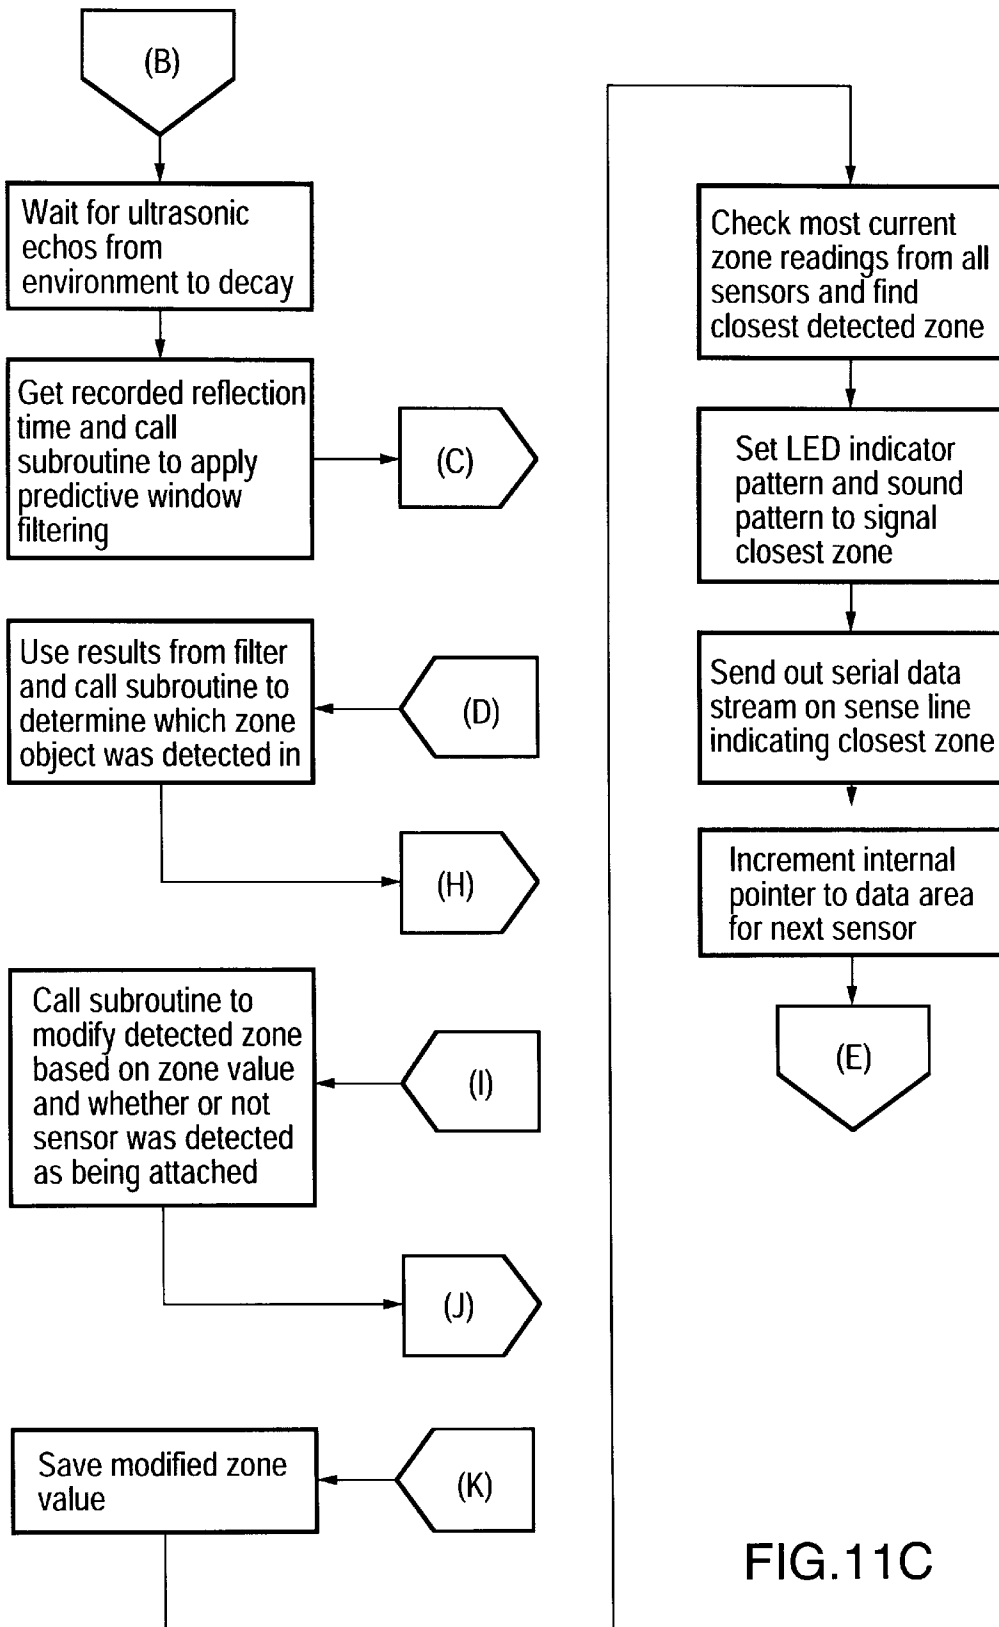 (B)
Wait for ultrasonic
echos from
environment to decay
Get recorded reflection
time and call
subroutine to apply
predictive window
filtering
(C)
Use results from filter
and call subroutine to
determine which zone
object was detected in
(D)
(H)
Call subroutine to
modify detected zone
based on zone value
and whether or not
sensor was detected
as being attached
(I)
(J)
Save modified zone
value
(K)
Check most current
zone readings from all
sensors and find
closest detected zone
Set LED indicator
pattern and sound
pattern to signal
closest zone
Send out serial data
stream on sense line
indicating closest zone
Increment internal
pointer to data area
for next sensor
(E)
FIG.11C